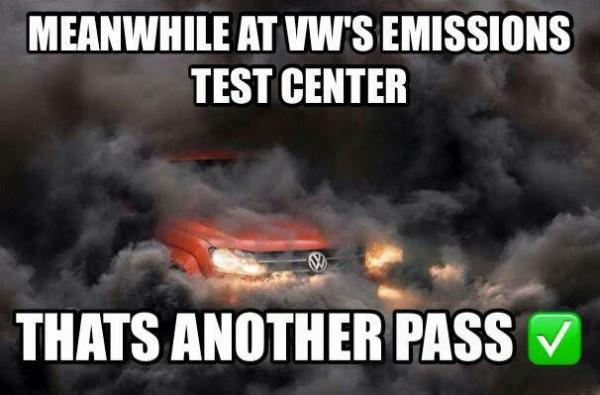 MEANWHILE AT VW'S EMISSIONS
TEST CENTER
THATS ANOTHER PASS ✅